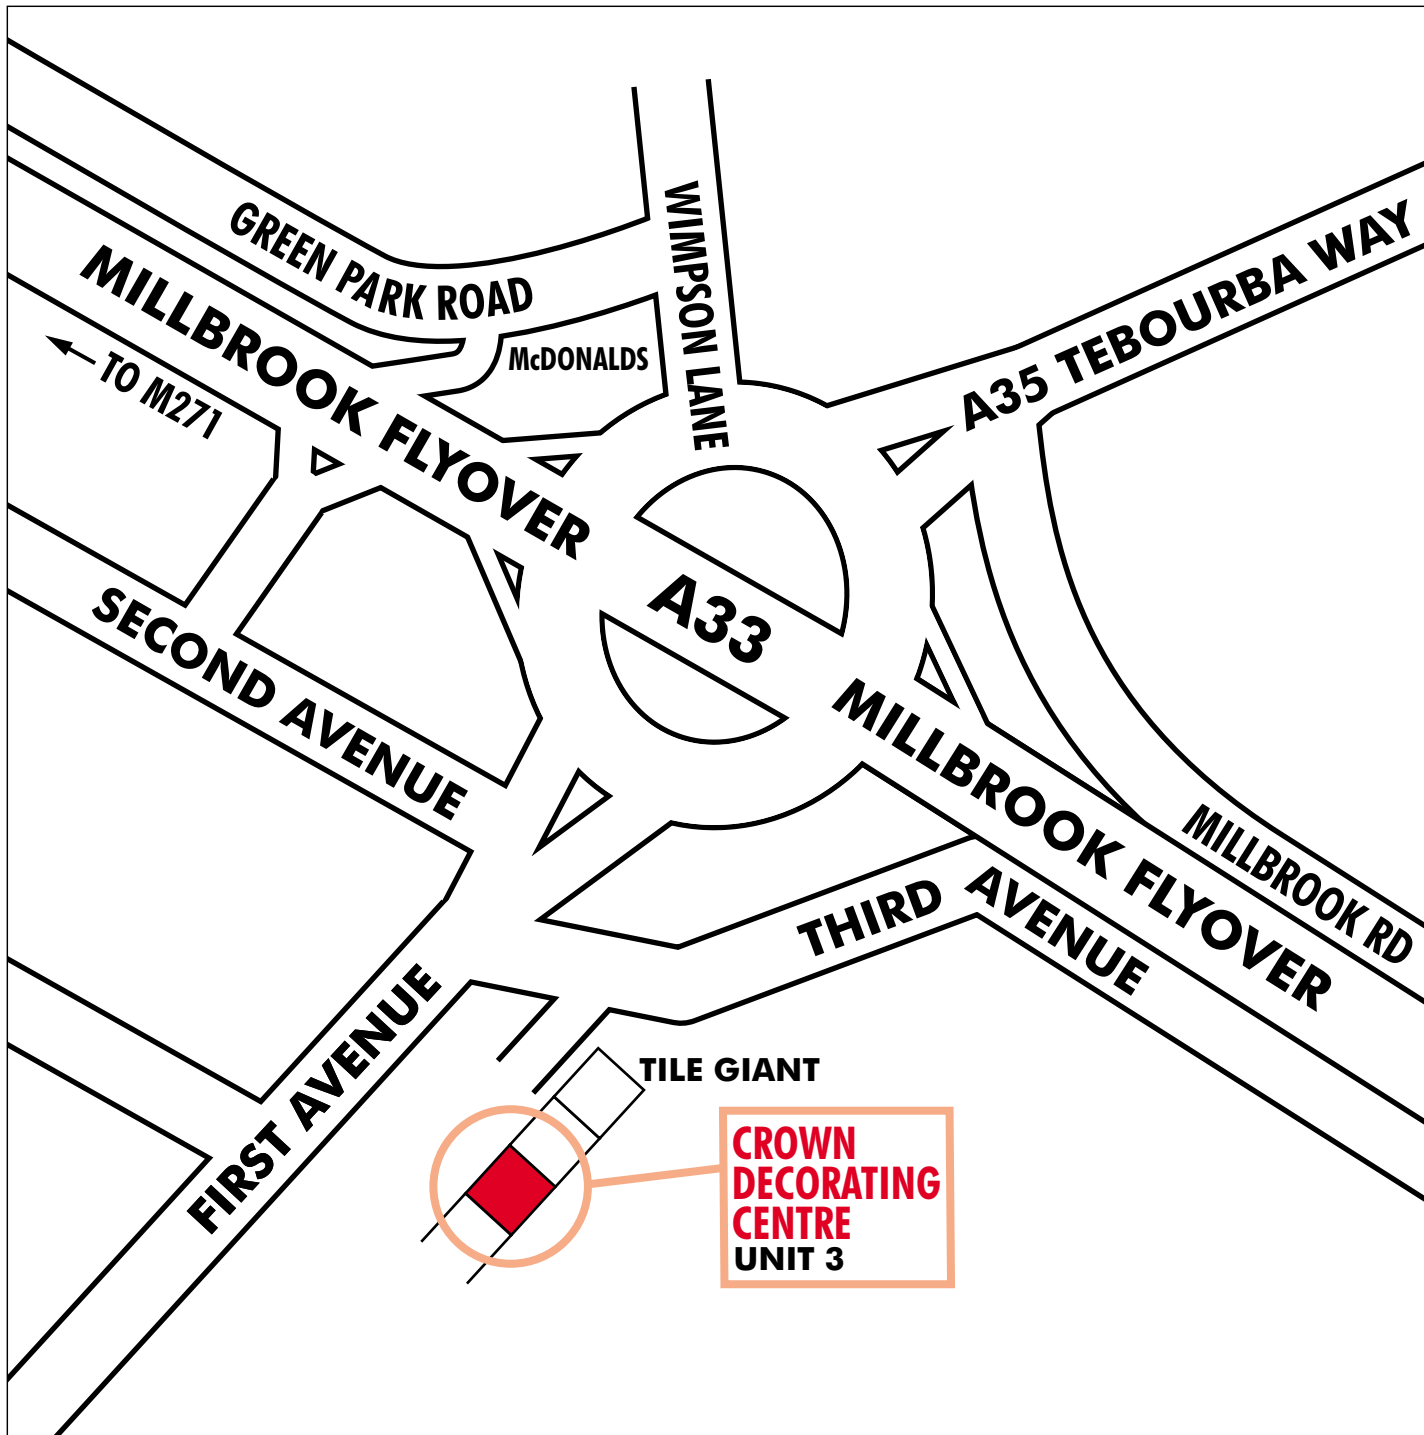 GREEN PARK ROAD
WIMPSON LANE
A35 TEBOURBA WAY
MILLBROOK FLYOVER
McDONALDS
TO M271
A33
SECOND AVENUE
MILLBROOK FLYOVER
MILLBROOK RD
THIRD AVENUE
FIRST AVENUE
TILE GIANT
CROWN
DECORATING
CENTRE
UNIT 3